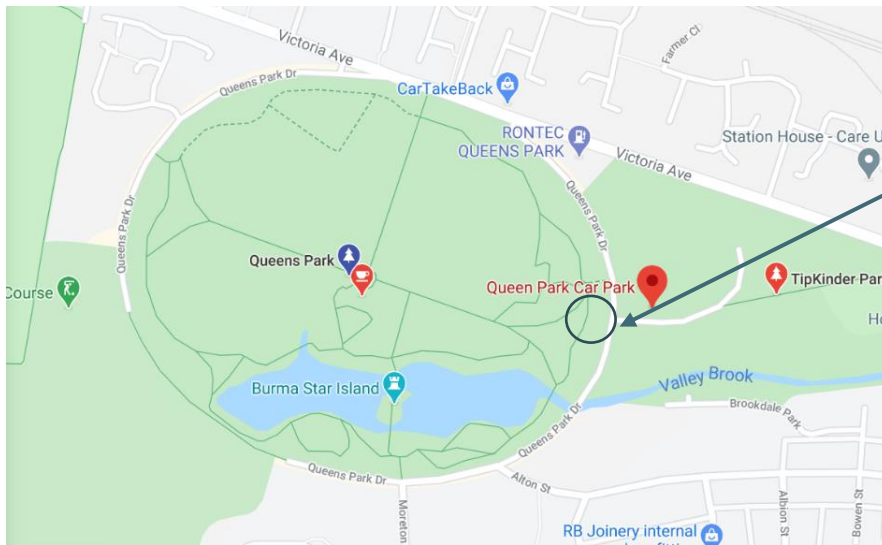 Victoria Ave
Farmer Cl
Queens Park Dr
CarTakeBack
RONTEC
QUEENS PARK
Station House - Care U
Victoria Ave
Queens Park Dr
Queens Park Dr
Queens Park
Course
Queen Park Car Park
TipKinder Par
Burma Star Island
Valley Brook
Brookdale Park
Queens Park Dr
Queens Park Dr
Alton St
Moreton
Albion St
Bowen St
RB Joinery internal